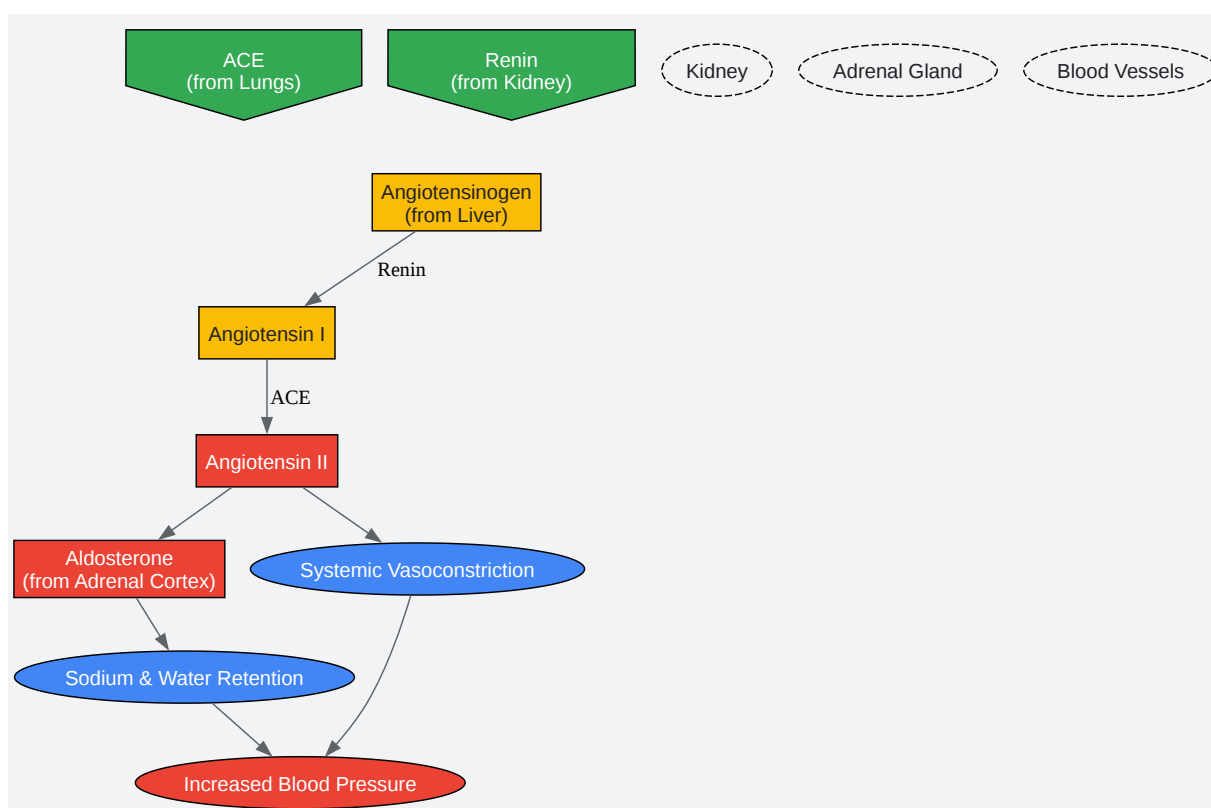 ACE
(from Lungs)
Renin
(from Kidney)
Kidney
Adrenal Gland
Blood Vessels
Angiotensinogen
(from Liver)
Renin
Angiotensin I
ACE
Angiotensin II
Aldosterone
(from Adrenal Cortex)
Systemic Vasoconstriction
Sodium & Water Retention
Increased Blood Pressure